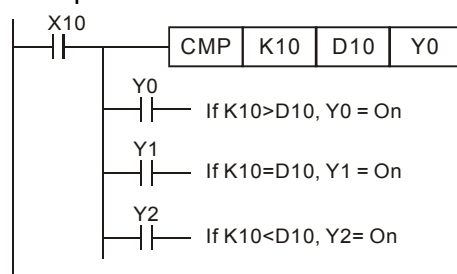 X10
CMP K10 D10 Y0
Y0
If K10>D10, Y0 = On
Y1
If K10=D10, Y1 = On
Y2
If K10<D10, Y2= On